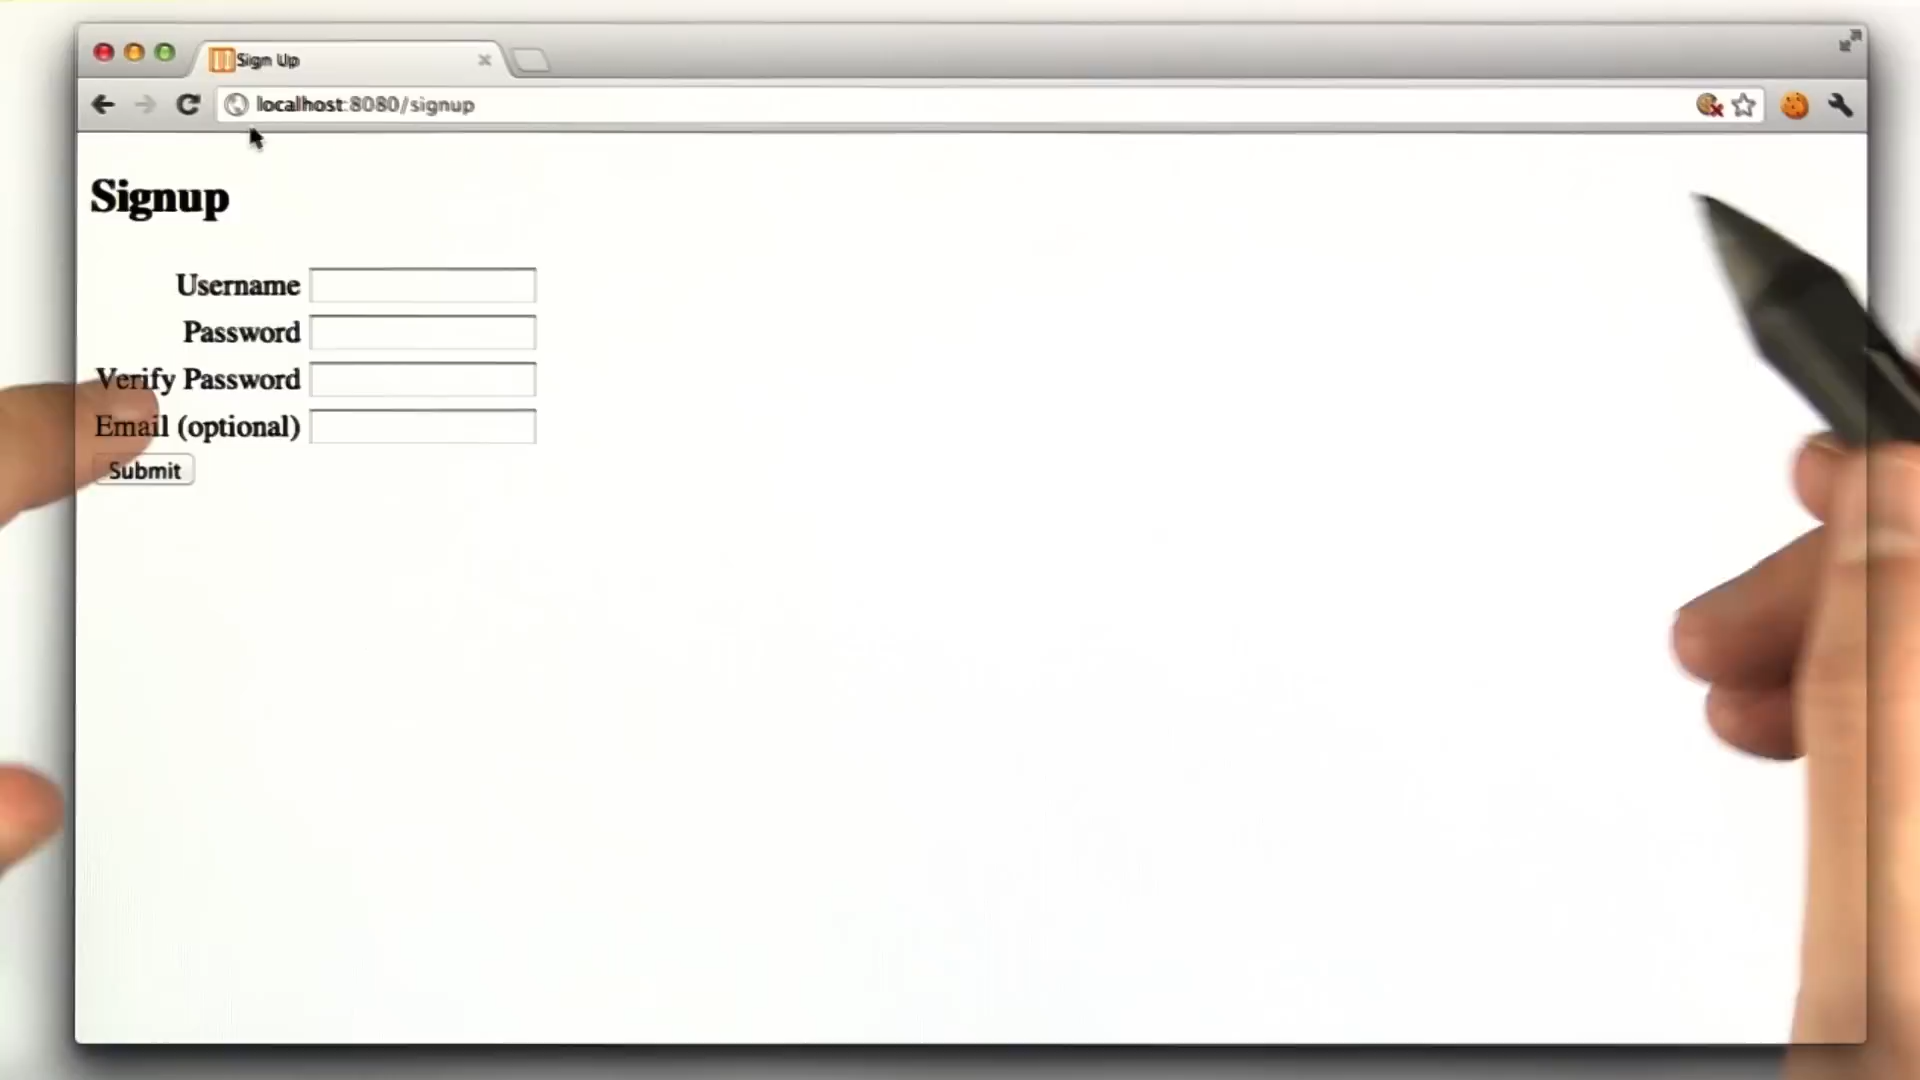 Sign Up
localhost:8080/signup
Signup
Username
Password
Verify Password
Email (optional)
Submit